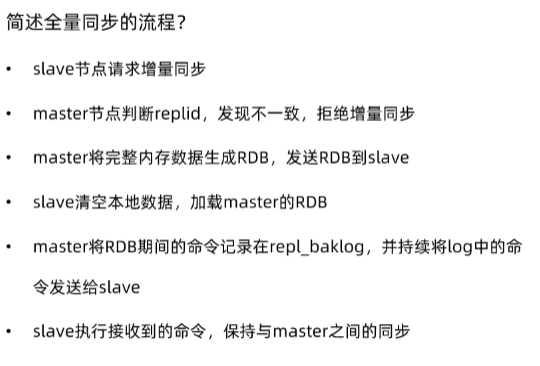 简述全量同步的流程？
• slave节点请求增量同步
• master节点判断replid，发现不一致，拒绝增量同步
• master将完整内存数据生成RDB，发送RDB到slave
• slave清空本地数据，加载master的RDB
• master将RDB期间的命令记录在repl_baklog，并持续将log中的命
令发送给slave
• slave执行接收到的命令，保持与master之间的同步